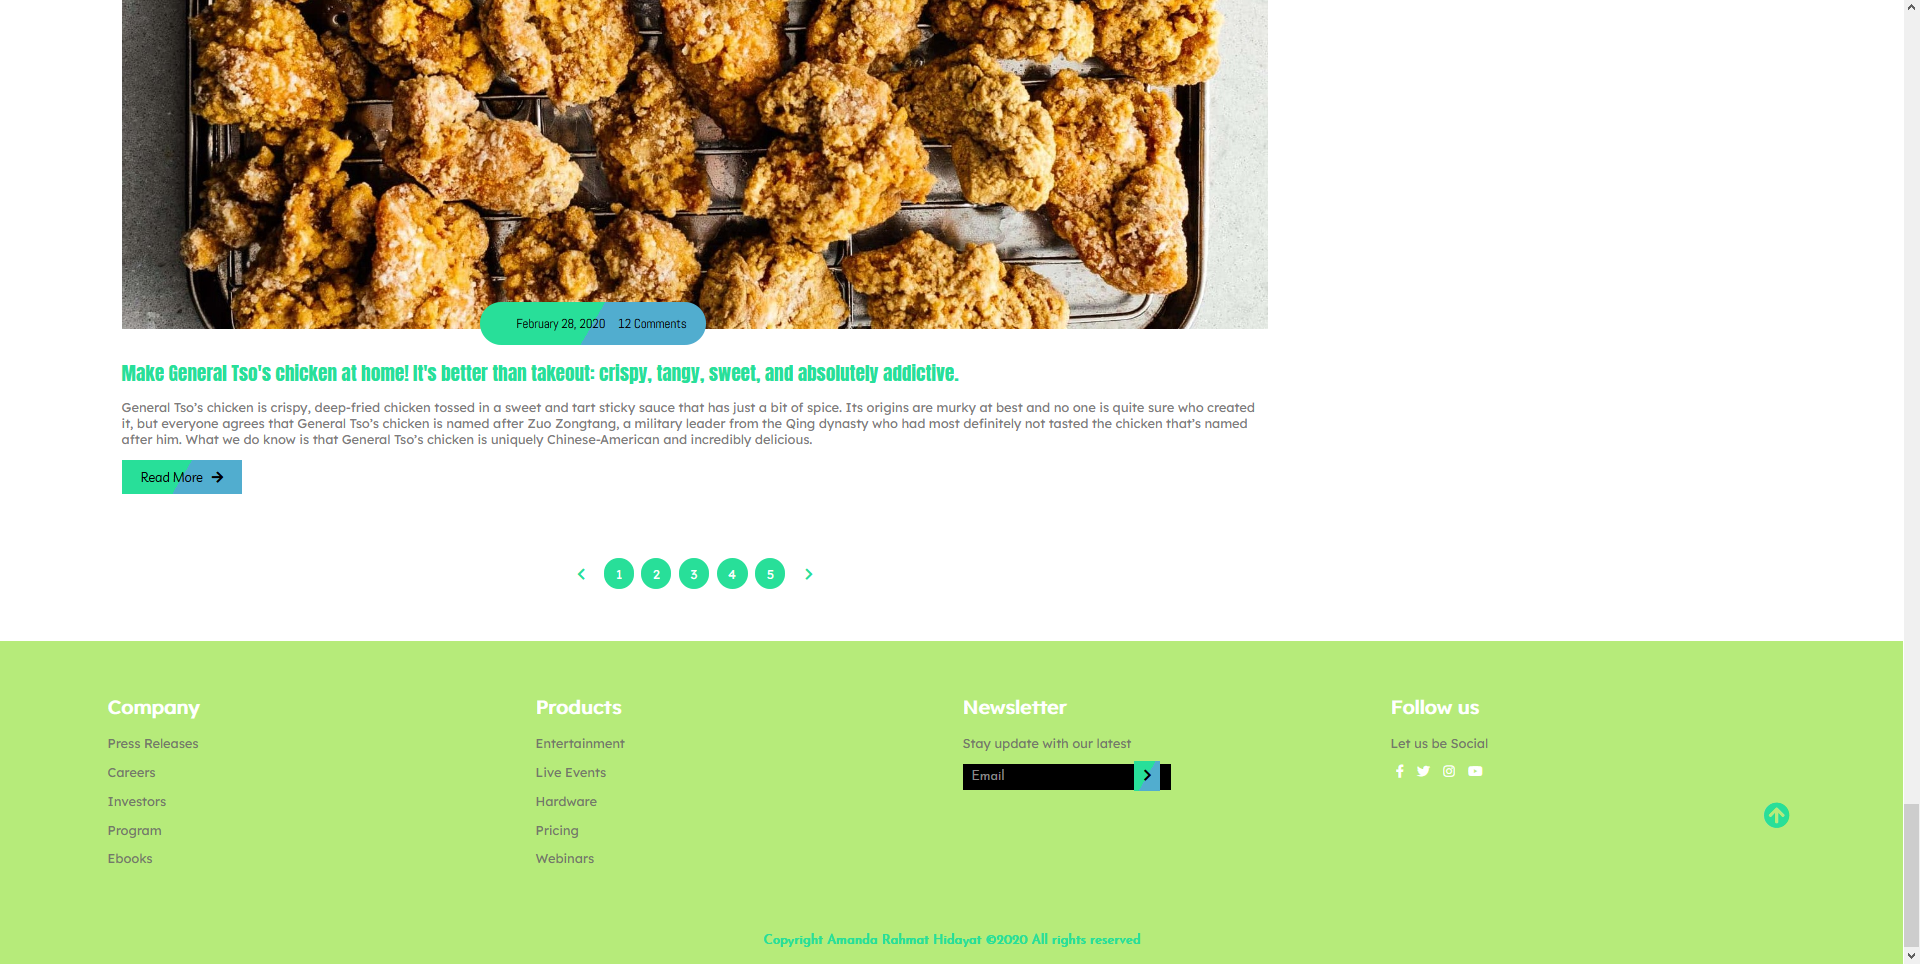 February 28, 2020 12 Comments
Make General Tso's chicken at home! It's better than takeout: crispy, tangy, sweet, and absolutely addictive.
General Tso’s chicken is crispy, deep-fried chicken tossed in a sweet and tart sticky sauce that has just a bit of spice. Its origins are murky at best and no one is quite sure who created
it, but everyone agrees that General Tso’s chicken is named after Zuo Zongtang, a military leader from the Qing dynasty who had most definitely not tasted the chicken that’s named
after him. What we do know is that General Tso’s chicken is uniquely Chinese-American and incredibly delicious.
Read More
1 2 3 4 5
Company
Press Releases
Careers
Investors
Program
Ebooks
Products
Entertainment
Live Events
Hardware
Pricing
Webinars
Newsletter
Stay update with our latest
Email
Follow us
Let us be Social
Copyright Amanda Rahmat Hidayat ©2020 All rights reserved